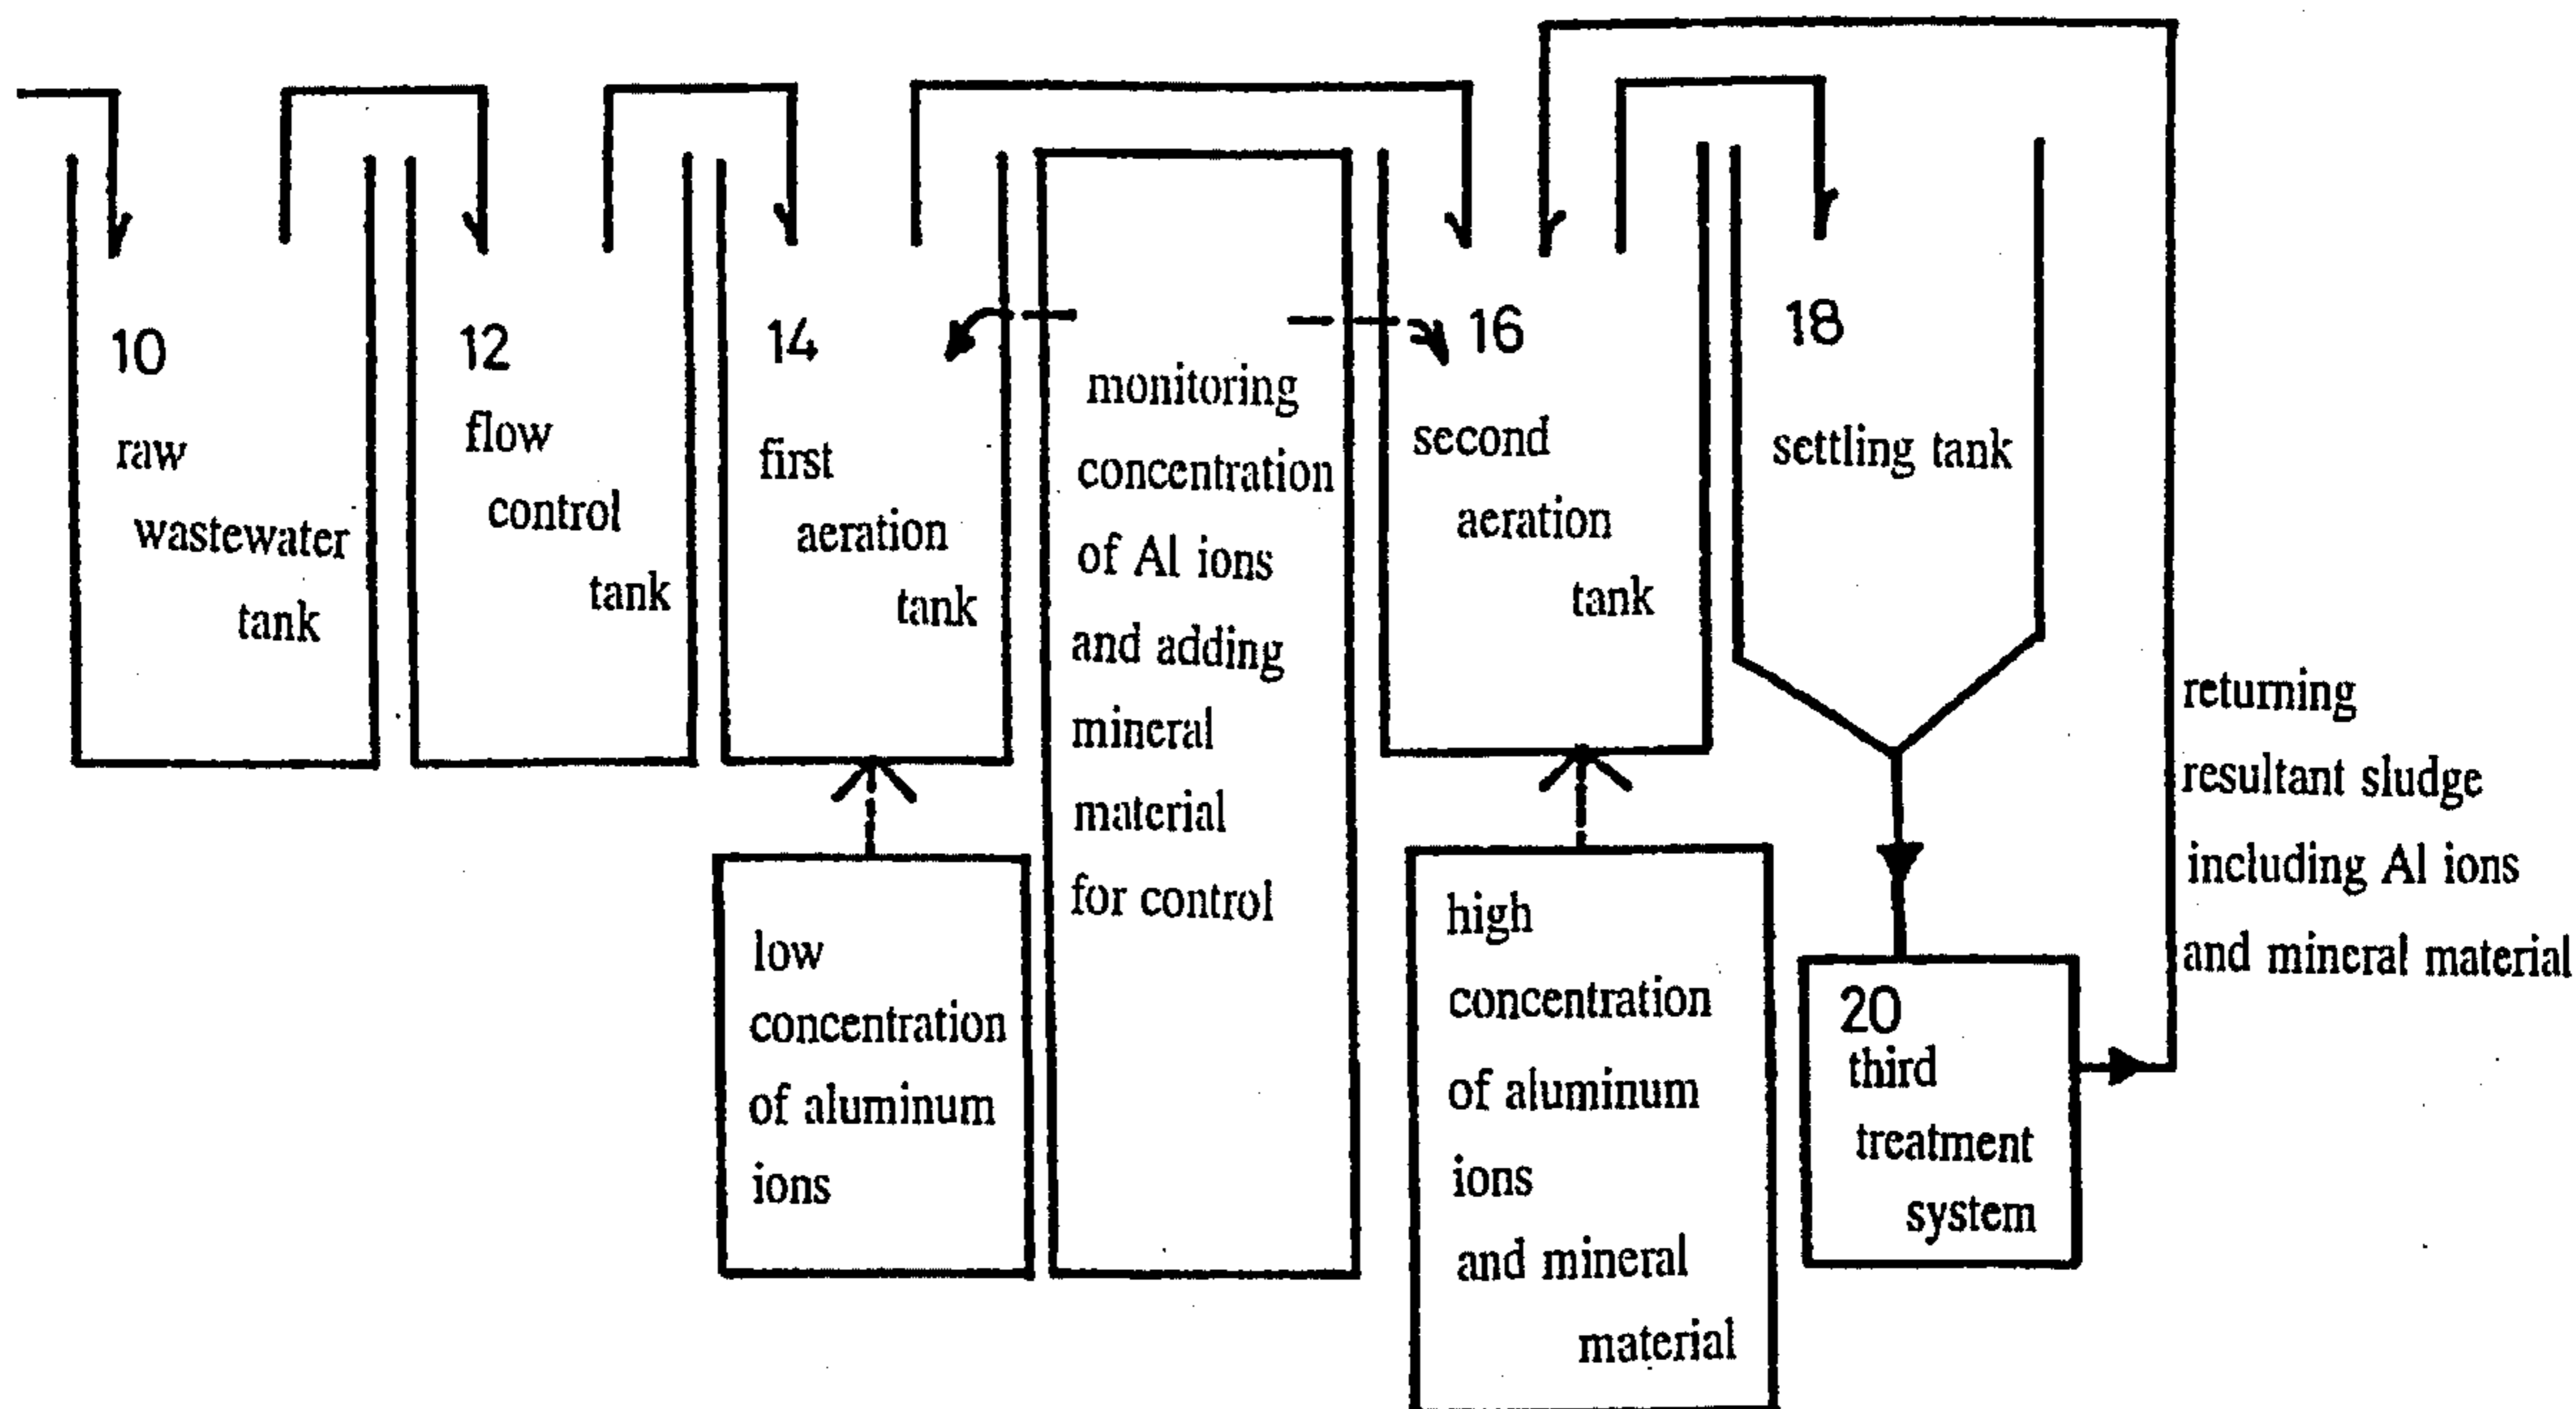 10
raw
wastewater
tank
12
flow
control
tank
14
first
aeration
tank
low
concentration
of aluminum
ions
monitoring
concentration
of Al ions
and adding
mineral
material
for control
16
second
aeration
tank
high
concentration
of aluminum
ions
and mineral
material
18
settling tank
20
third
treatment
system
returning
resultant sludge
including Al ions
and mineral material